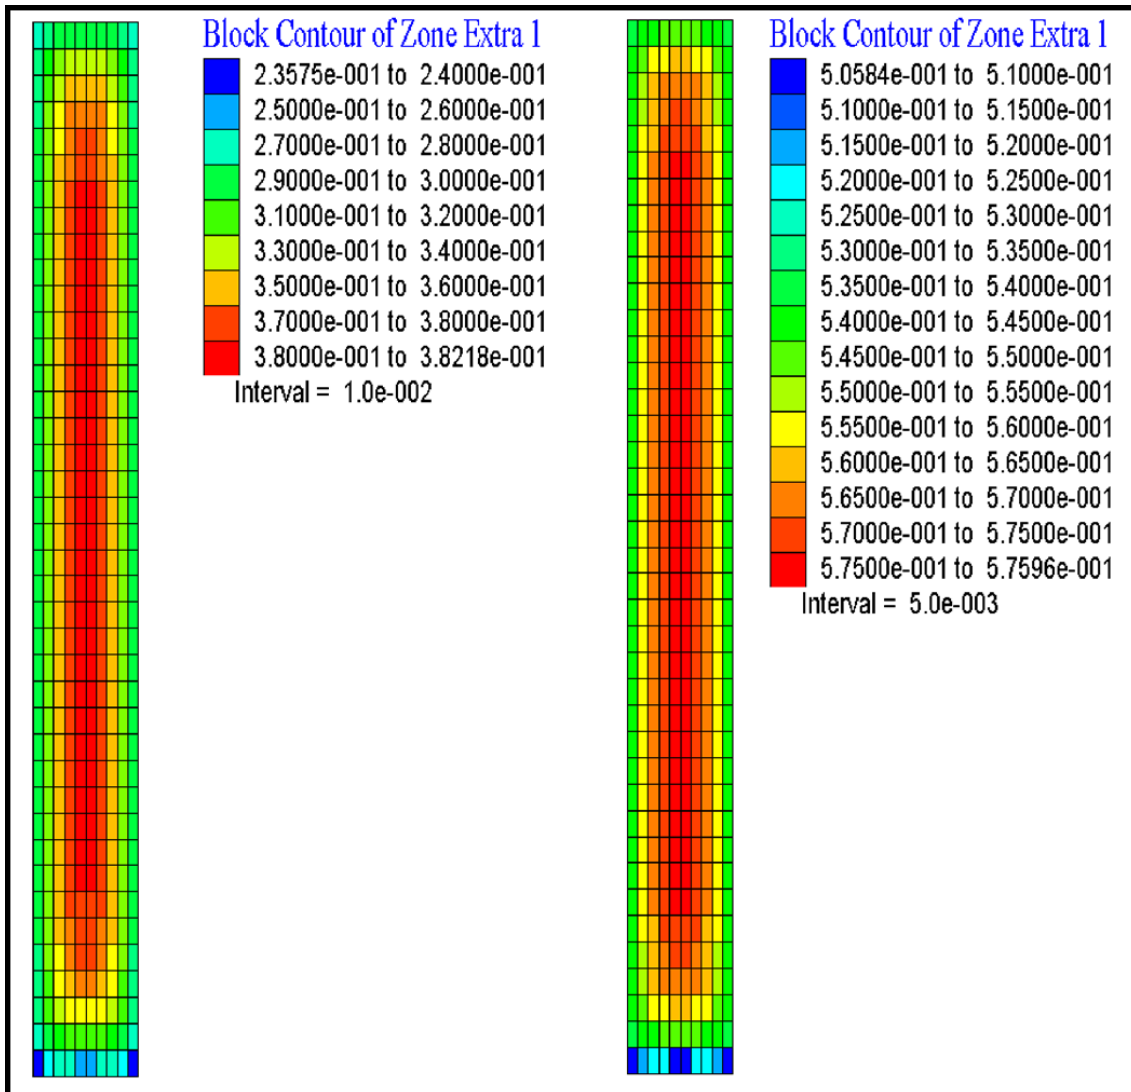 Block Contour of Zone Extra 1
2.3575e-001 to 2.4000e-001
2.5000e-001 to 2.6000e-001
2.7000e-001 to 2.8000e-001
2.9000e-001 to 3.0000e-001
3.1000e-001 to 3.2000e-001
3.3000e-001 to 3.4000e-001
3.5000e-001 to 3.6000e-001
3.7000e-001 to 3.8000e-001
3.8000e-001 to 3.8218e-001
Interval = 1.0e-002
Block Contour of Zone Extra 1
5.0584e-001 to 5.1000e-001
5.1000e-001 to 5.1500e-001
5.1500e-001 to 5.2000e-001
5.2000e-001 to 5.2500e-001
5.2500e-001 to 5.3000e-001
5.3000e-001 to 5.3500e-001
5.3500e-001 to 5.4000e-001
5.4000e-001 to 5.4500e-001
5.4500e-001 to 5.5000e-001
5.5000e-001 to 5.5500e-001
5.5500e-001 to 5.6000e-001
5.6000e-001 to 5.6500e-001
5.6500e-001 to 5.7000e-001
5.7000e-001 to 5.7500e-001
5.7500e-001 to 5.7596e-001
Interval = 5.0e-003